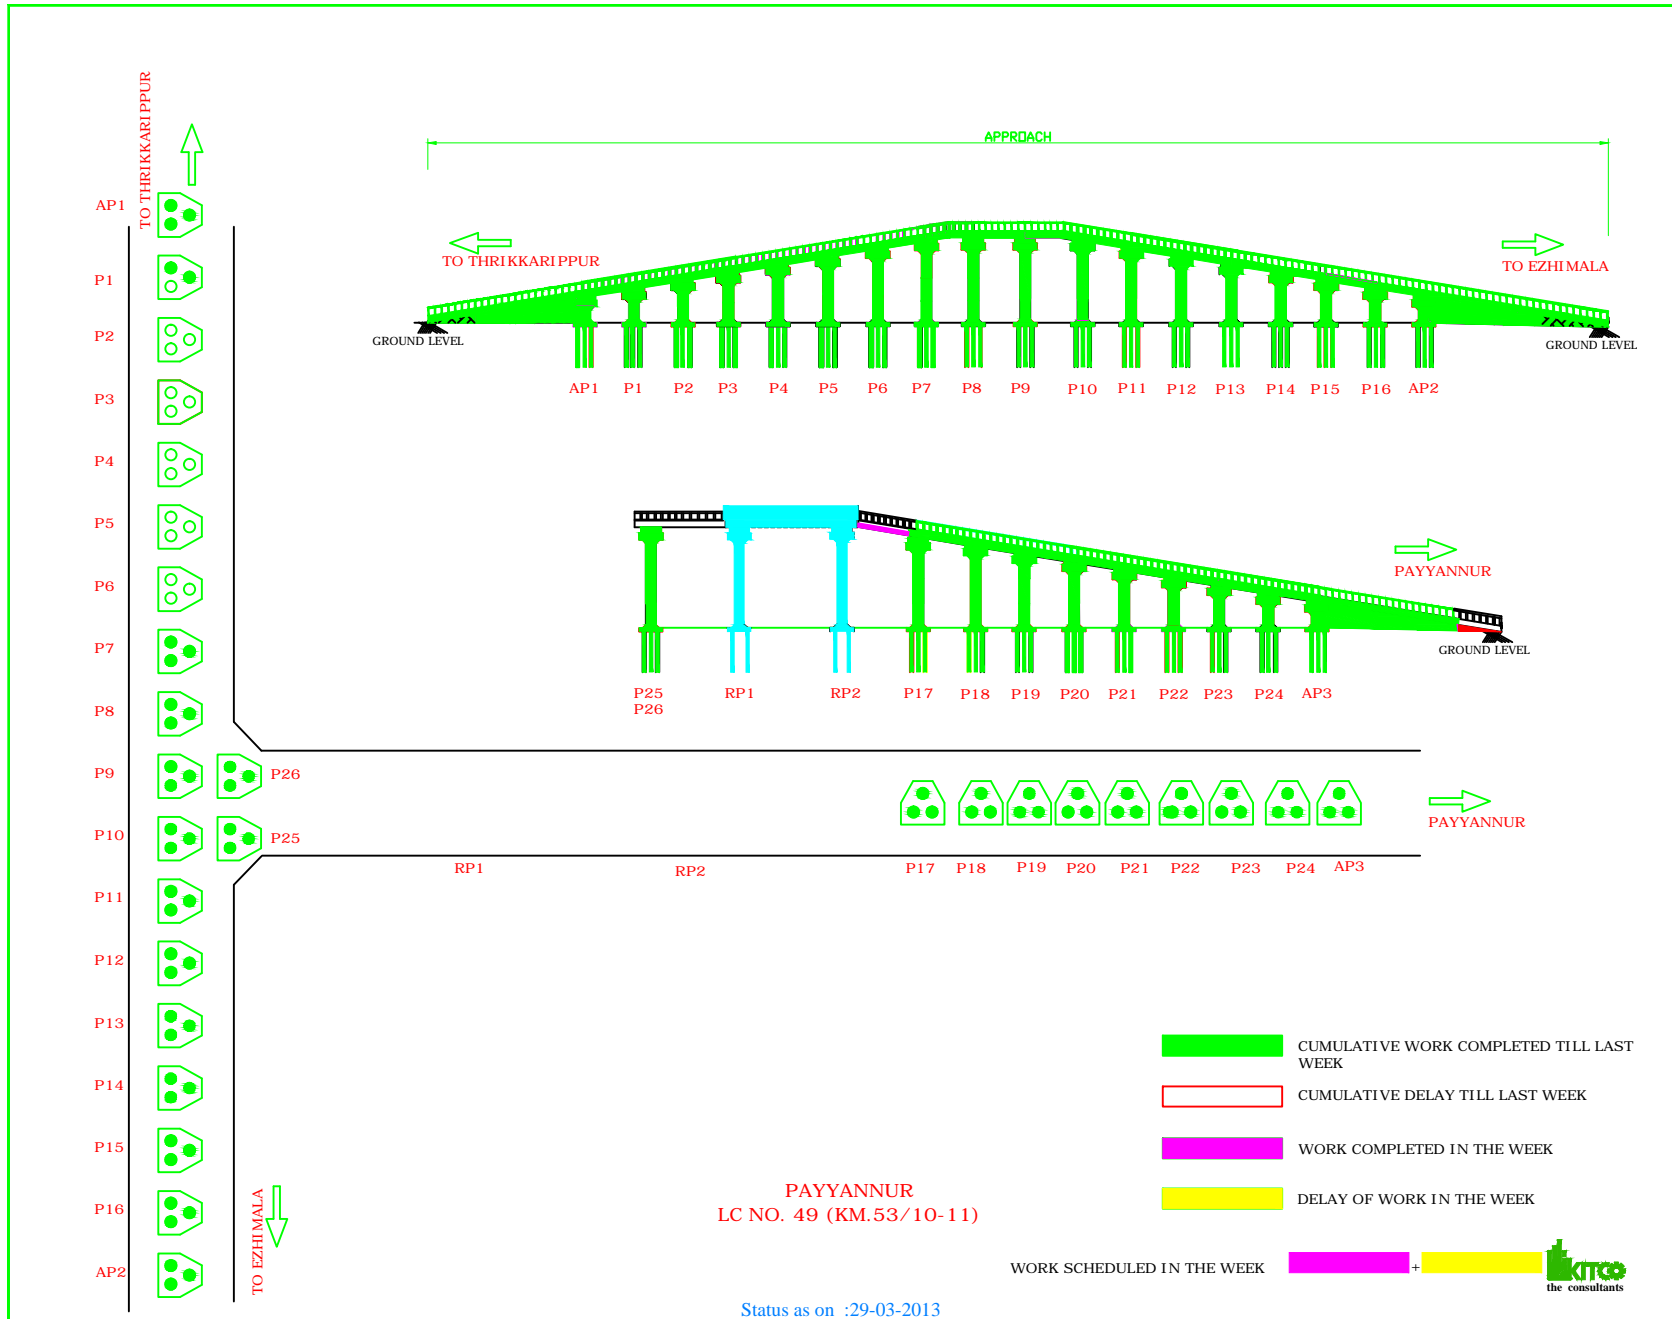 TO THRIKKARIPPUR
AP1
P1
P2
P3
P4
P5
P6
P7
P8
P9
P10
P11
P12
P13
P14
P15
P16
AP2
TO EZHIMALA
P26
P25
APPROACH
TO THRIKKARIPPUR
TO EZHIMALA
GROUND LEVEL
GROUND LEVEL
AP1 P1 P2 P3 P4 P5 P6 P7 P8 P9 P10 P11 P12 P13 P14 P15 P16 AP2
PAYYANNUR
GROUND LEVEL
P25 RP1 RP2 P17 P18 P19 P20 P21 P22 P23 P24 AP3
P26
PAYYANNUR
RP1 RP2 P17 P18 P19 P20 P21 P22 P23 P24 AP3
CUMULATIVE WORK COMPLETED TILL LAST
WEEK
CUMULATIVE DELAY TILL LAST WEEK
WORK COMPLETED IN THE WEEK
DELAY OF WORK IN THE WEEK
WORK SCHEDULED IN THE WEEK +
KITCO
the consultants
PAYYANNUR
LC NO. 49 (KM.53/10-11)
Status as on :29-03-2013